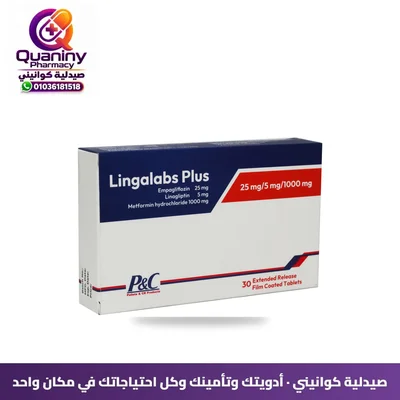 Quaniny
Pharmacy
صيدلية كوانيني
01036181518
Lingalabs Plus
Empagliflozin 25 mg
Linagliptin 5 mg
Metformin hydrochloride 1000 mg
25 mg/5 mg/1000 mg
P&C
30 Extended Release
Film Coated Tablets
صيدلية كوانيني · أدويتك وتأمينك وكل احتياجاتك في مكان واحد